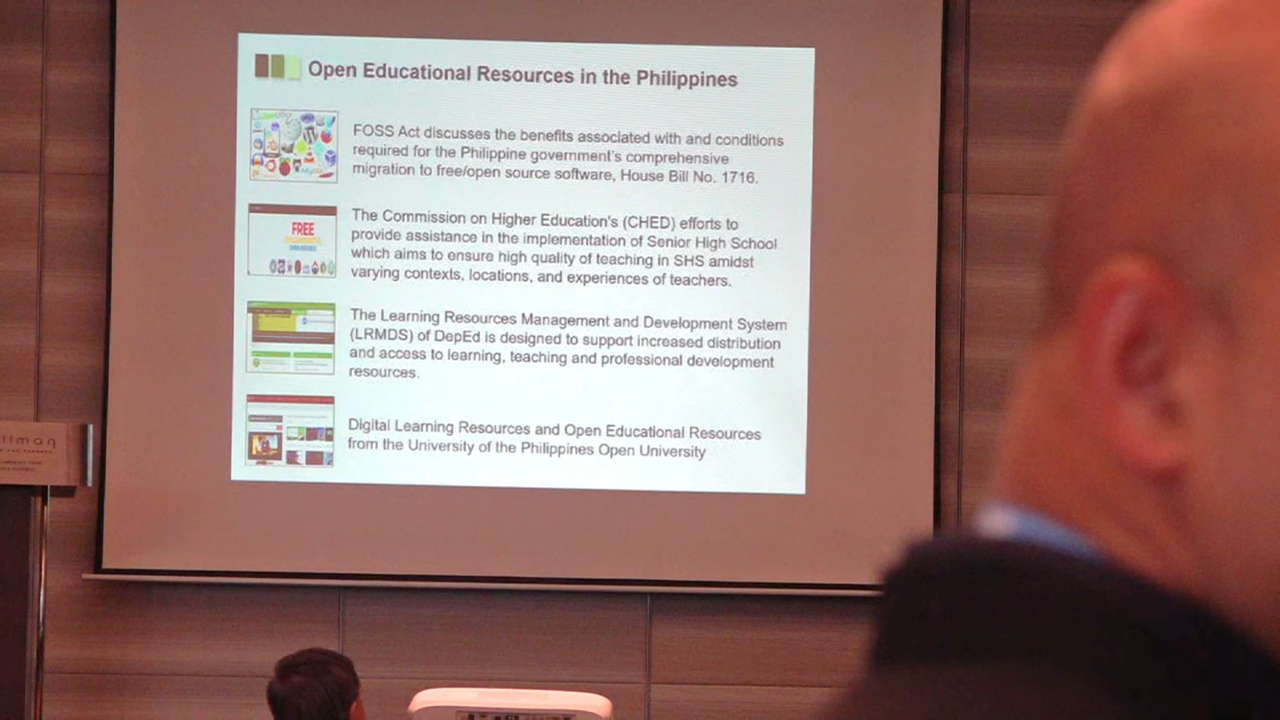 Open Educational Resources in the Philippines
FOSS Act discusses the benefits associated with and conditions
required for the Philippine government's comprehensive
migration to free/open source software, House Bill No. 1716.
FREE
The Commission on Higher Education's (CHED) efforts to
provide assistance in the implementation of Senior High School
which aims to ensure high quality of teaching in SHS amidst
varying contexts, locations, and experiences of teachers.
The Learning Resources Management and Development System
(LRMDS) of DepEd is designed to support increased distribution
and access to learning, teaching and professional development
resources.
Digital Learning Resources and Open Educational Resources
from the University of the Philippines Open University